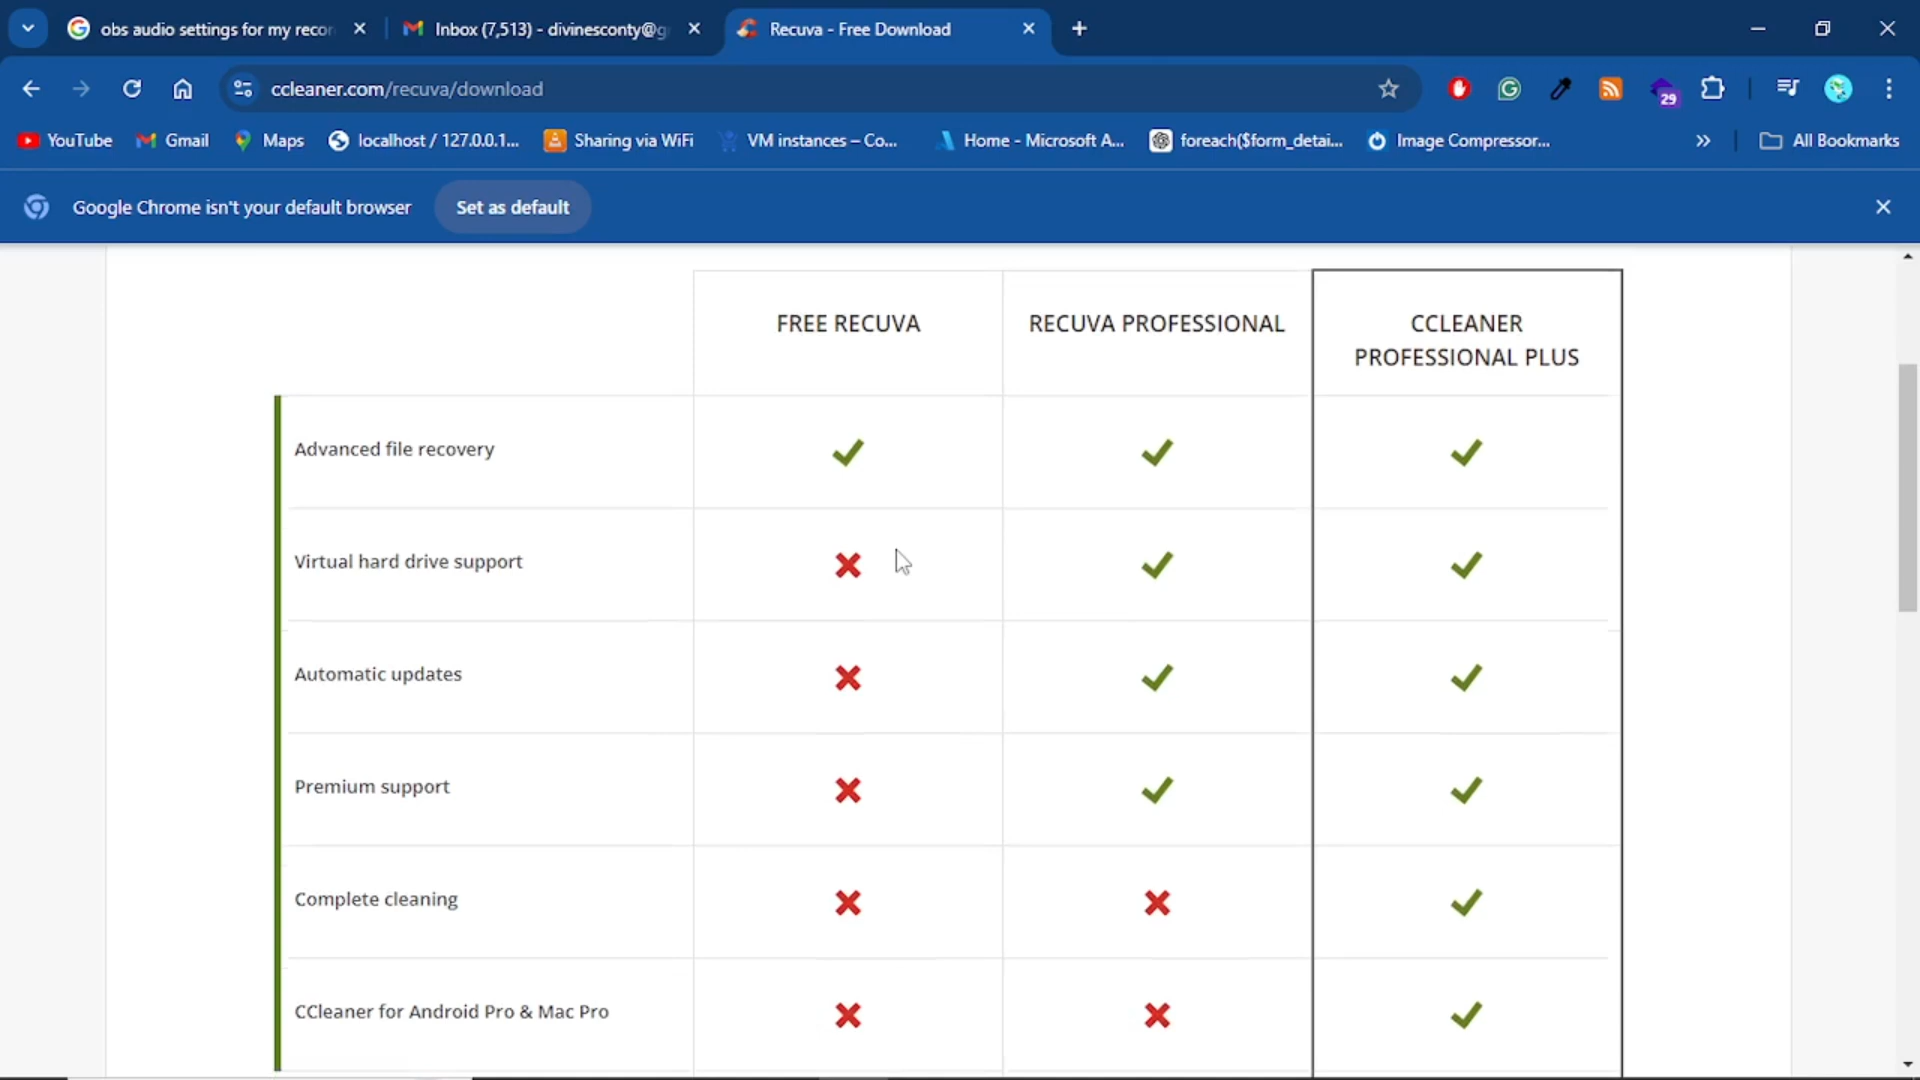 obs audio settings for my recor
Inbox (7,513) - divinesconty@g
Recuva - Free Download
ccleaner.com/recuva/download
29
YouTube
Gmail
Maps
localhost / 127.0.0.1...
Sharing via WiFi
VM instances – Co...
Home - Microsoft A...
foreach($form_detai...
Image Compressor...
All Bookmarks
Google Chrome isn't your default browser
Set as default
FREE RECUVA
RECUVA PROFESSIONAL
CCLEANER
PROFESSIONAL PLUS
Advanced file recovery
Virtual hard drive support
Automatic updates
Premium support
Complete cleaning
CCleaner for Android Pro & Mac Pro